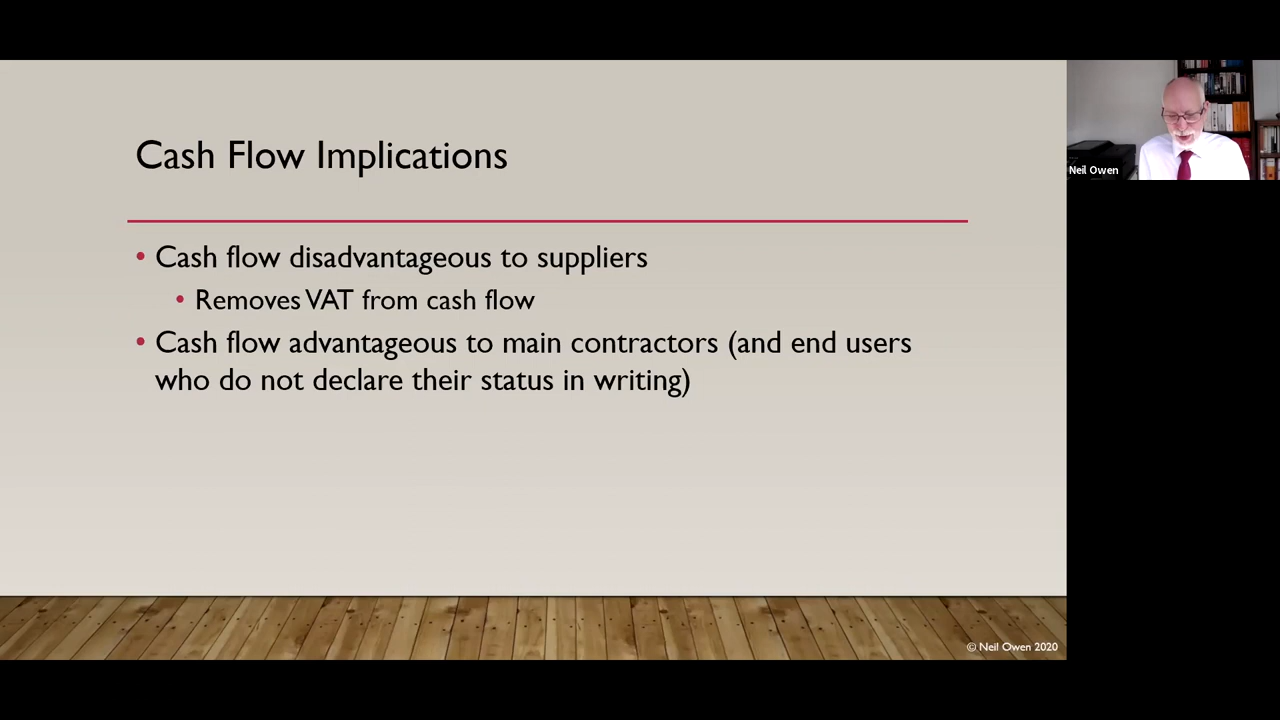 Cash Flow Implications
• Cash flow disadvantageous to suppliers
• Removes VAT from cash flow
• Cash flow advantageous to main contractors (and end users
who do not declare their status in writing)
© Neil Owen 2020
Neil Owen